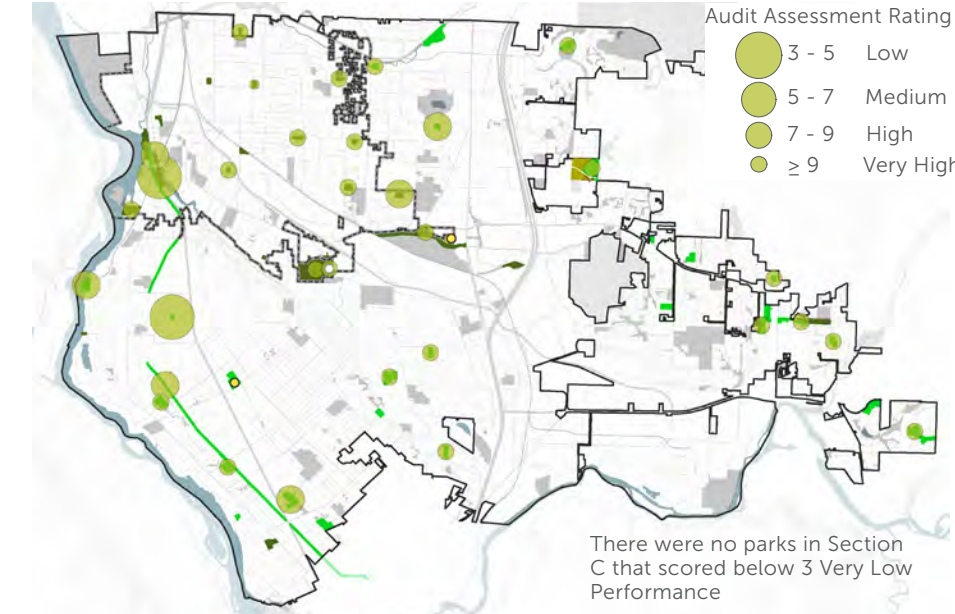 Audit Assessment Rating
3 - 5 Low
5 - 7 Medium
7 - 9 High
≥ 9 Very High
There were no parks in Section
C that scored below 3 Very Low
Performance